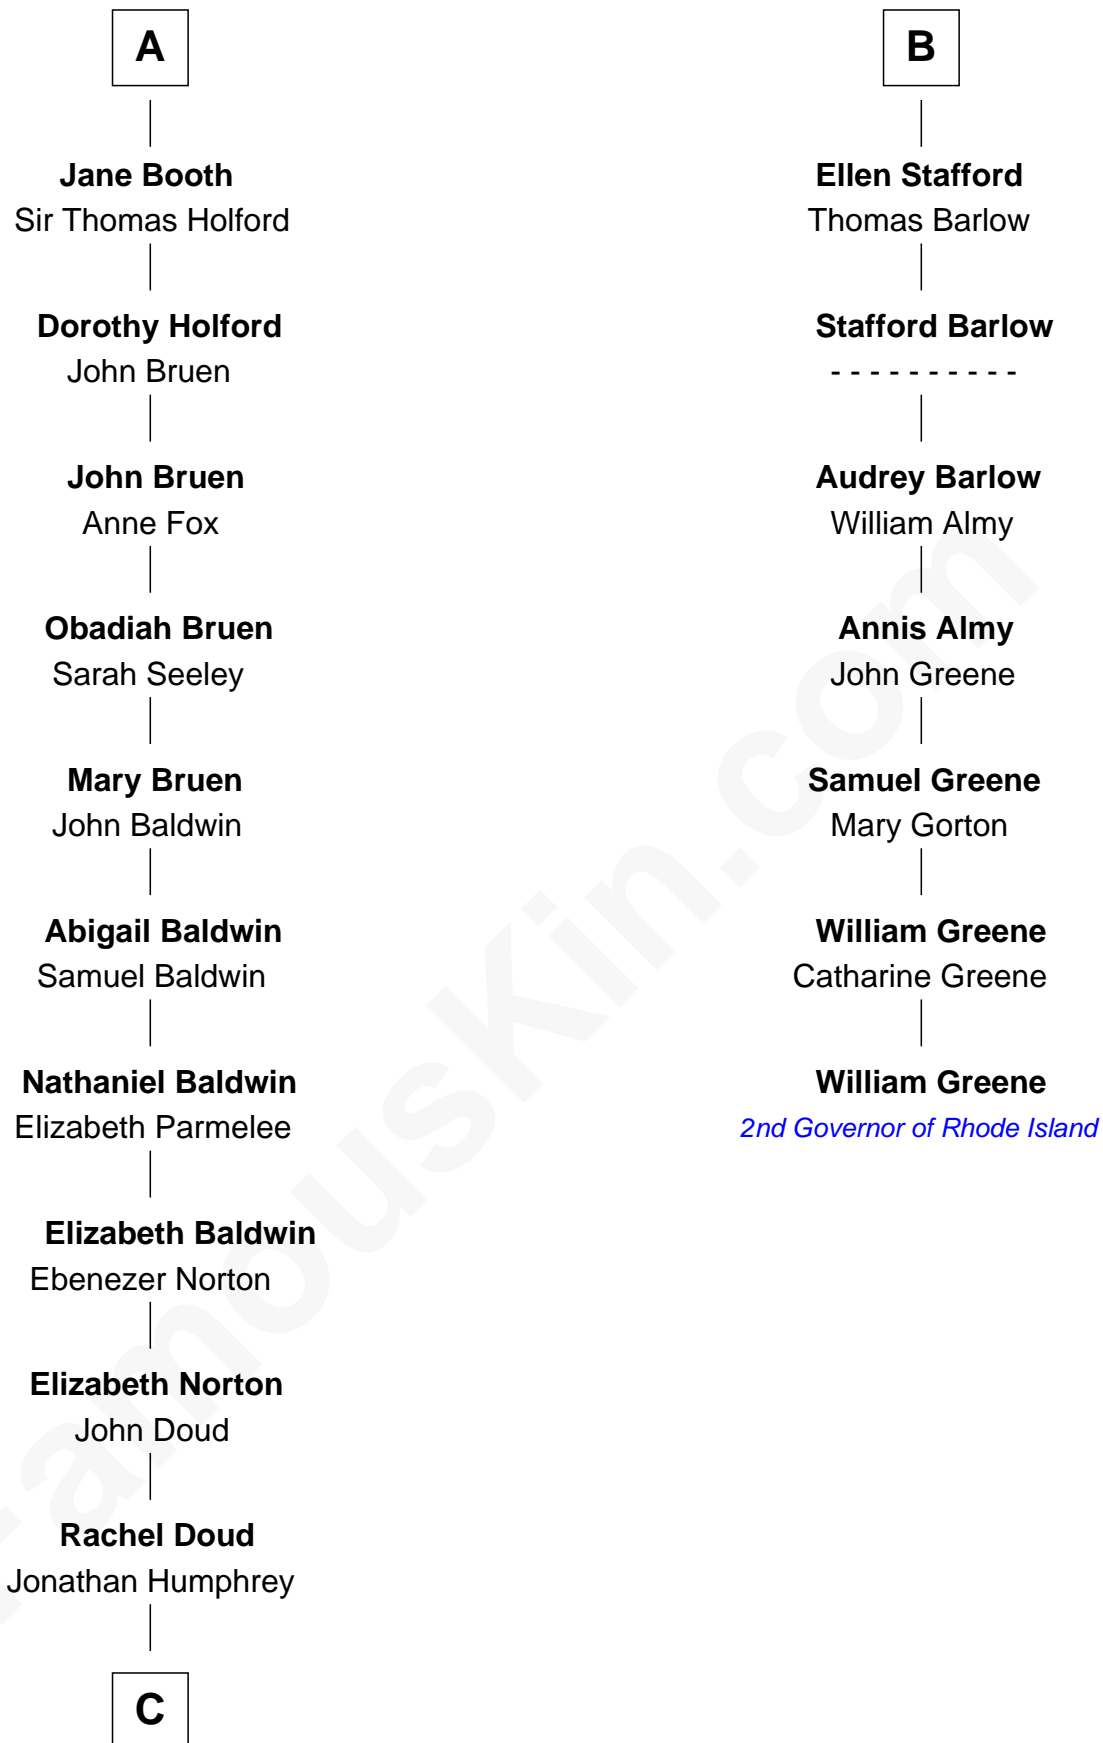 A
Jane Booth
Sir Thomas Holford
Dorothy Holford
John Bruen
John Bruen
Anne Fox
Obadiah Bruen
Sarah Seeley
Mary Bruen
John Baldwin
Abigail Baldwin
Samuel Baldwin
Nathaniel Baldwin
Elizabeth Parmelee
Elizabeth Baldwin
Ebenezer Norton
Elizabeth Norton
John Doud
Rachel Doud
Jonathan Humphrey
C
B
Ellen Stafford
Thomas Barlow
Stafford Barlow
- - - - - - - - - -
Audrey Barlow
William Almy
Annis Almy
John Greene
Samuel Greene
Mary Gorton
William Greene
Catharine Greene
William Greene
2nd Governor of Rhode Island
FamousKin.com